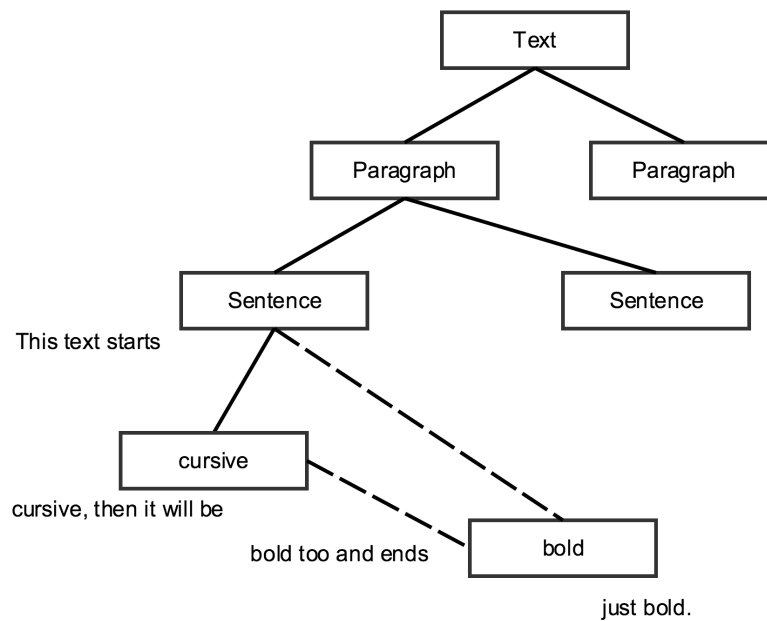 Text
Paragraph
Paragraph
Sentence
Sentence
This text starts
cursive
cursive, then it will be
bold
bold too and ends
just bold.